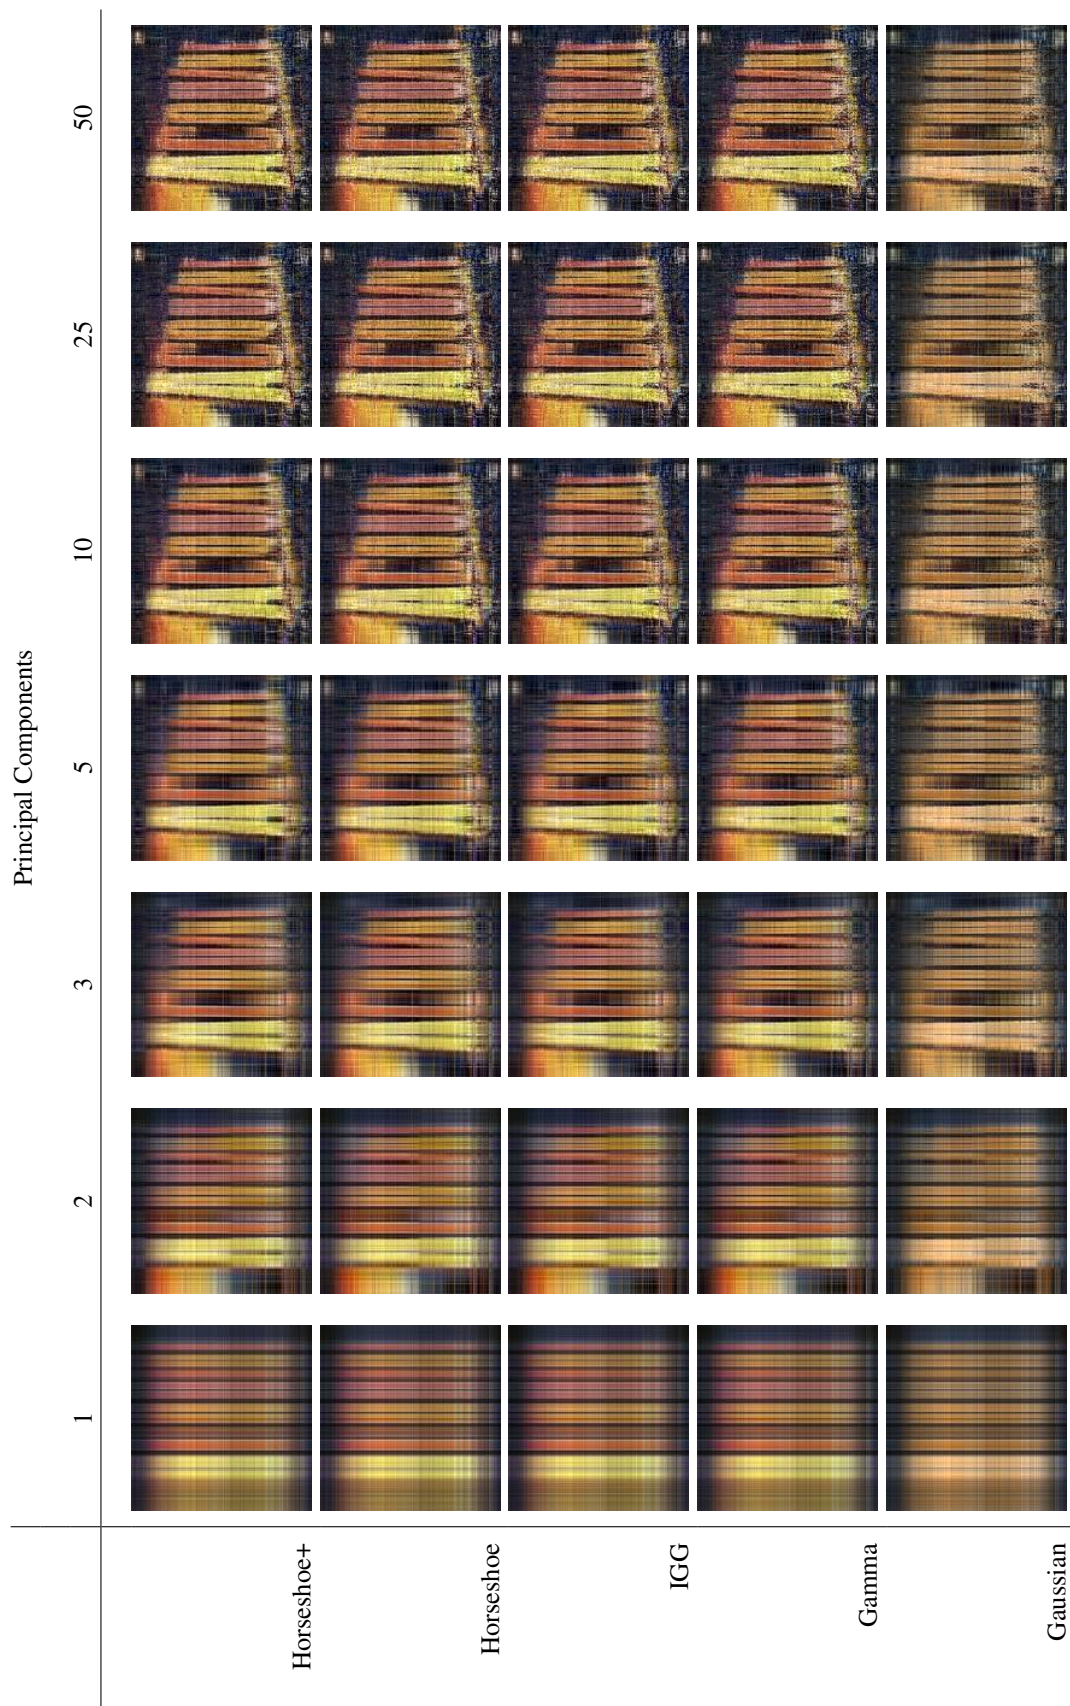 Principal Components
1 2 3 5 10 25 50
Horseshoe+
Horseshoe
IGG
Gamma
Gaussian